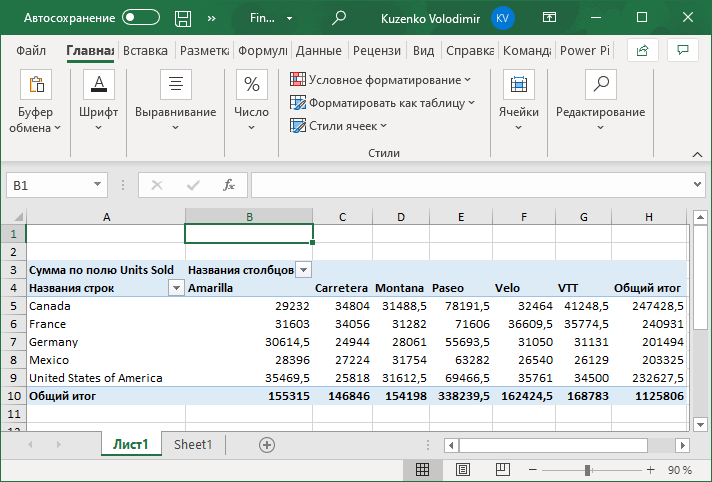 Автосохранение Fin... Kuzenko Volodimir KV
Файл Главная Вставка Разметка Формулы Данные Рецензи Вид Справка Команда Power Pi
Буфер обмена Шрифт Выравнивание Число Условное форматирование Форматировать как таблицу Стили ячеек Стили Ячейки Редактирование
B1 fx
A B C D E F G H
1
2
3 Сумма по полю Units Sold Названия столбцов
4 Названия строк Amarilla Carretera Montana Paseo Velo VTT Общий итог
5 Canada 29232 34804 31488,5 78191,5 32464 41248,5 247428,5
6 France 31603 34056 31282 71606 36609,5 35774,5 240931
7 Germany 30614,5 24944 28061 55693,5 31050 31131 201494
8 Mexico 28396 27224 31754 63282 26540 26129 203325
9 United States of America 35469,5 25818 31612,5 69466,5 35761 34500 232627,5
10 Общий итог 155315 146846 154198 338239,5 162424,5 168783 1125806
11
Лист1 Sheet1
90 %